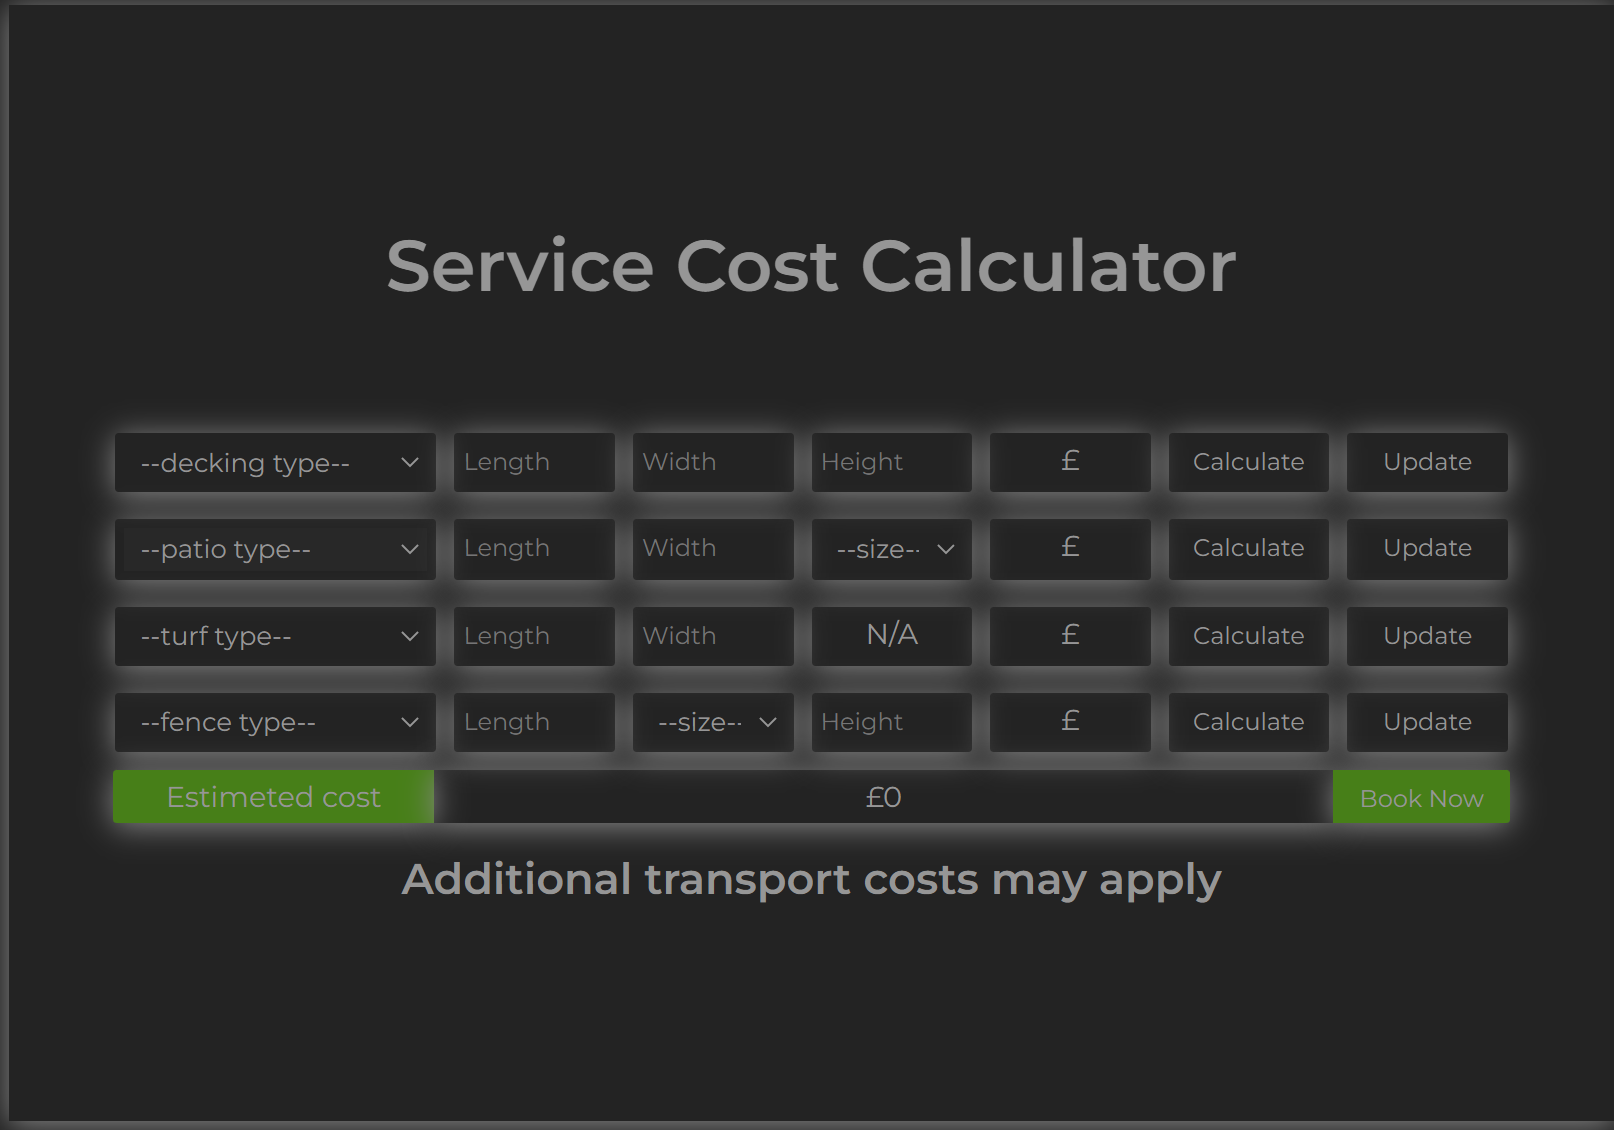 Service Cost Calculator
--decking type-- Length Width Height £ Calculate Update
--patio type-- Length Width --size-- £ Calculate Update
--turf type-- Length Width N/A £ Calculate Update
--fence type-- Length --size-- Height £ Calculate Update
Estimeted cost £0 Book Now
Additional transport costs may apply